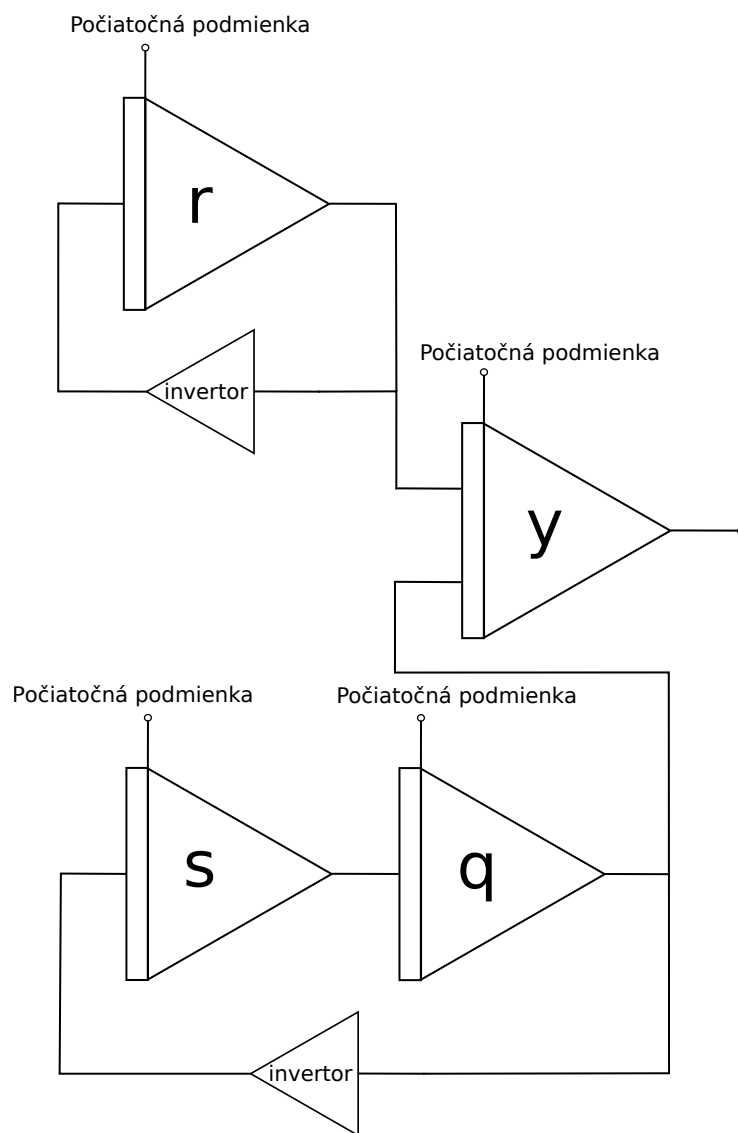 Počiatočná podmienka
r
invertor
Počiatočná podmienka
y
Počiatočná podmienka
Počiatočná podmienka
s
q
invertor